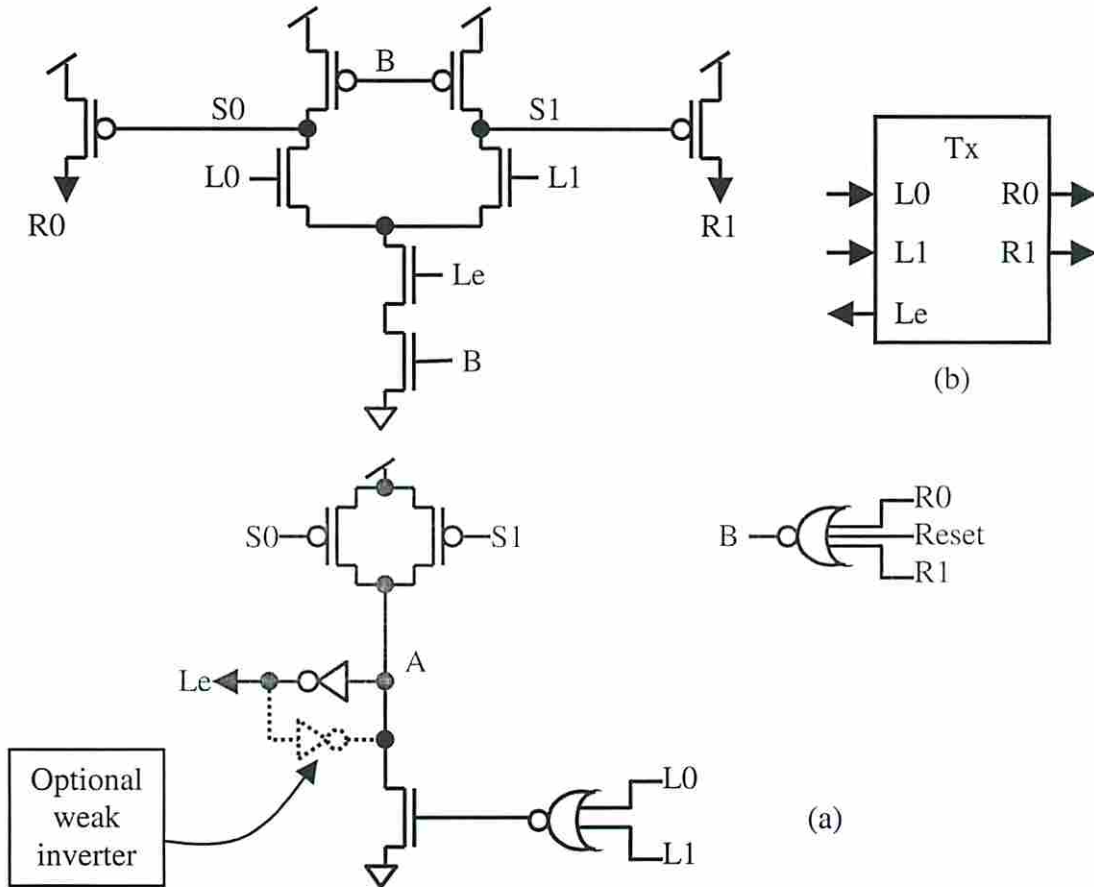 B
S0
S1
L0
L1
R0
R1
Le
B
Tx
L0
R0
L1
R1
Le
(b)
S0
S1
B
R0
Reset
R1
Le
A
Optional
weak
inverter
L0
L1
(a)